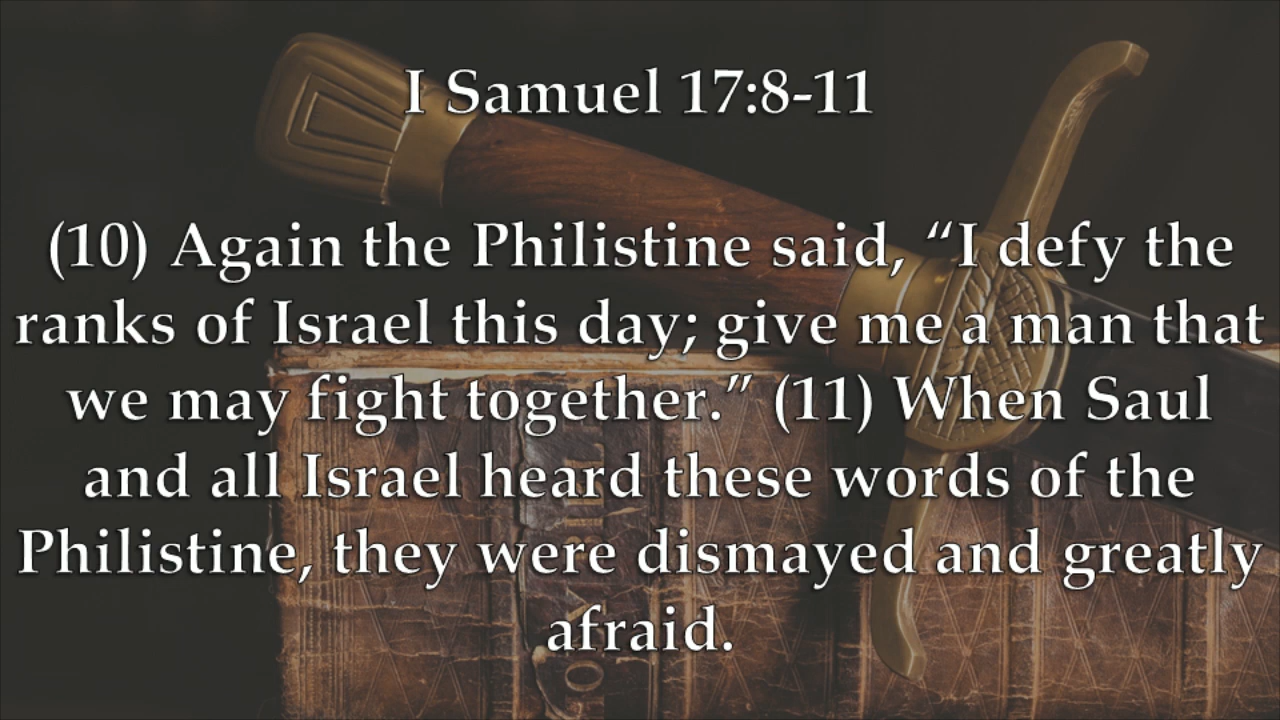 I Samuel 17:8-11
(10) Again the Philistine said, “I defy the
ranks of Israel this day; give me a man that
we may fight together.” (11) When Saul
and all Israel heard these words of the
Philistine, they were dismayed and greatly
afraid.